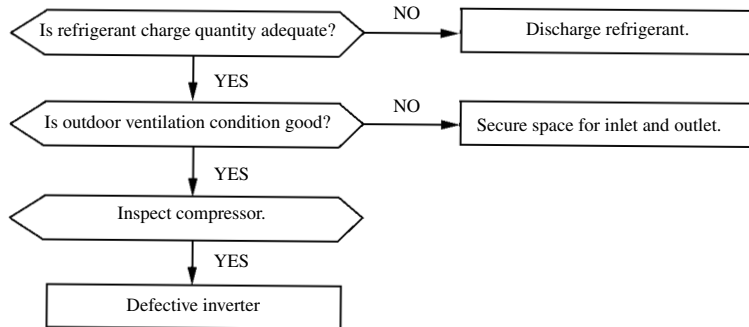 Is refrigerant charge quantity adequate?
NO
Discharge refrigerant.
YES
Is outdoor ventilation condition good?
NO
Secure space for inlet and outlet.
YES
Inspect compressor.
YES
Defective inverter